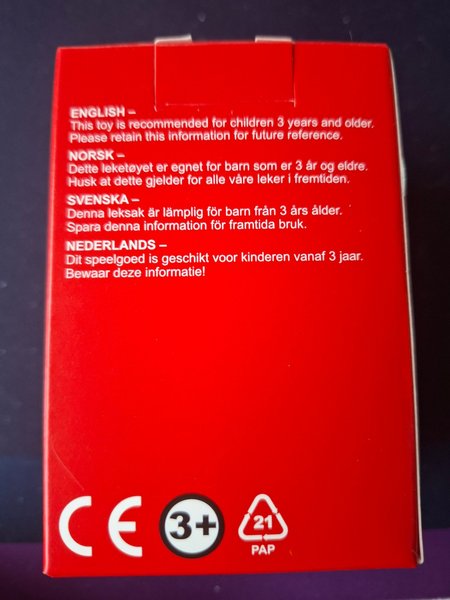 ENGLISH –
This toy is recommended for children 3 years and older.
Please retain this information for future reference.
NORSK –
Dette leketøyet er egnet for barn som er 3 år og eldre.
Husk at dette gjelder for alle våre leker i fremtiden.
SVENSKA –
Denna leksak är lämplig för barn från 3 års ålder.
Spara denna information för framtida bruk.
NEDERLANDS –
Dit speelgoed is geschikt voor kinderen vanaf 3 jaar.
Bewaar deze informatie!
CE 3+ 21
PAP